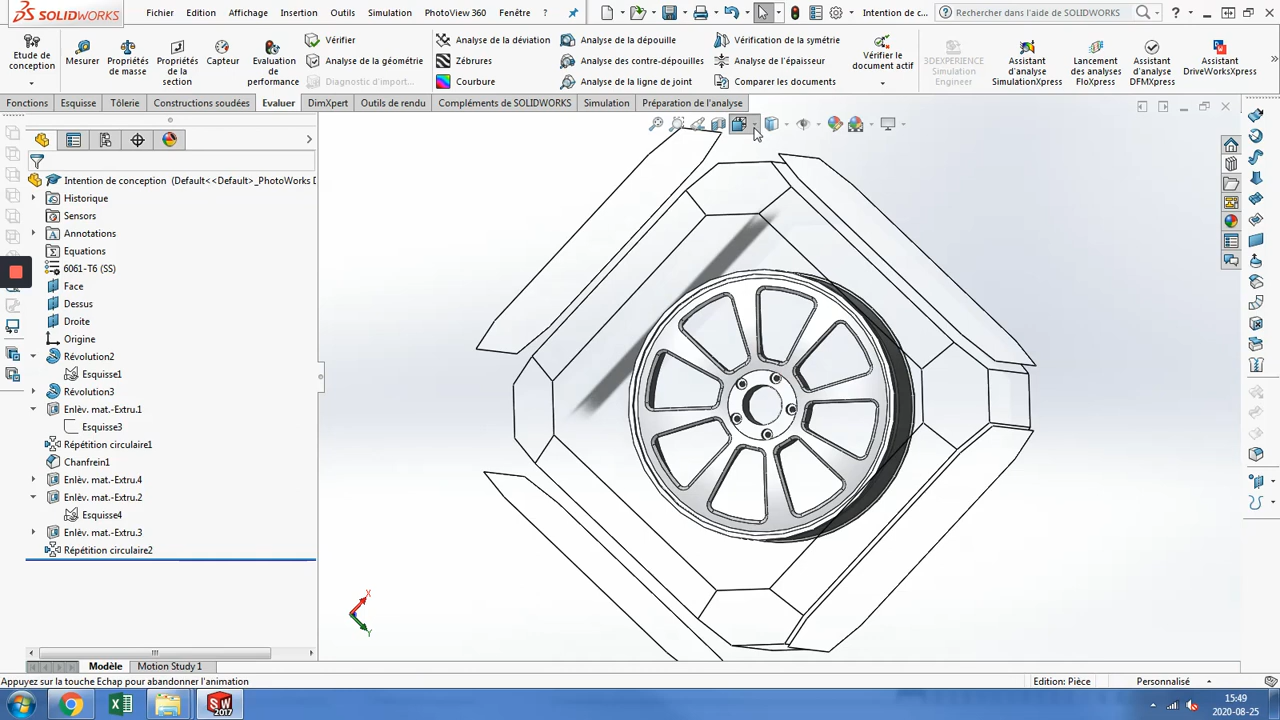 SOLIDWORKS
Fichier Edition Affichage Insertion Outils Simulation PhotoView 360 Fenêtre
Intention de c...
Rechercher dans l'aide de SOLIDWORKS
Etude de conception
Mesurer
Propriétés de masse
Propriétés de la section
Capteur
Evaluation de performance
Vérifier
Analyse de la géométrie
Diagnostic d'import...
Analyse de la déviation
Zébrures
Courbure
Analyse de la dépouille
Analyse des contre-dépouilles
Analyse de la ligne de joint
Vérification de la symétrie
Analyse de l'épaisseur
Comparer les documents
Vérifier le document actif
3DEXPERIENCE Simulation Engineer
Assistant d'analyse SimulationXpress
Lancement des analyses FloXpress
Assistant d'analyse DFMXpress
Assistant DriveWorksXpress
Fonctions Esquisse Tôlerie Constructions soudées Evaluer DimXpert Outils de rendu Compléments de SOLIDWORKS Simulation Préparation de l'analyse
Intention de conception (Default<<Default>_PhotoWorks D
Historique
Sensors
Annotations
Equations
6061-T6 (SS)
Face
Dessus
Droite
Origine
Révolution2
Esquisse1
Révolution3
Enlèv. mat.-Extru.1
Esquisse3
Répétition circulaire1
Chanfrein1
Enlèv. mat.-Extru.4
Enlèv. mat.-Extru.2
Esquisse4
Enlèv. mat.-Extru.3
Répétition circulaire2
X
Y
Modèle Motion Study 1
Appuyez sur la touche Echap pour abandonner l'animation
Edition: Pièce
Personnalisé
SW
2017
15:49
2020-08-25